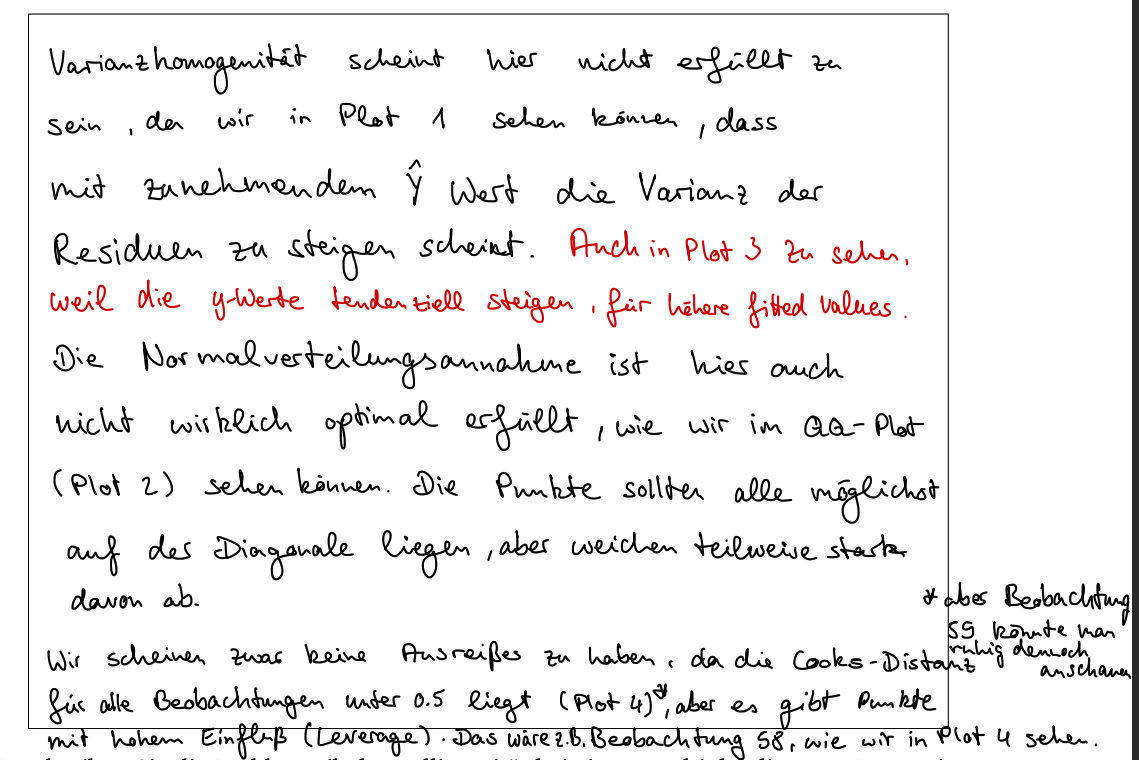 Varianzhomogenität scheint hier nicht erfüllt zu
sein, da wir in Plot 1 sehen können, dass
mit zunehmendem Ŷ Wert die Varianz der
Residuen zu steigen scheint. Auch in Plot 3 zu sehen,
weil die y-Werte tendenziell steigen, für höhere fitted values.
Die Normalverteilungsannahme ist hier auch
nicht wirklich optimal erfüllt, wie wir im QQ-Plot
(Plot 2) sehen können. Die Punkte sollten alle möglichst
auf der Diagonale liegen, aber weichen teilweise stark
davon ab.
Wir scheinen zwar keine Ausreißer zu haben, da die Cooks-Distanz
für alle Beobachtungen unter 0.5 liegt (Plot 4)*, aber es gibt Punkte
mit hohem Einfluß (Leverage). Das wäre z.B. Beobachtung 58, wie wir in Plot 4 sehen.
* aber Beobachtung
59 könnte man
ruhig dennoch
anschauen